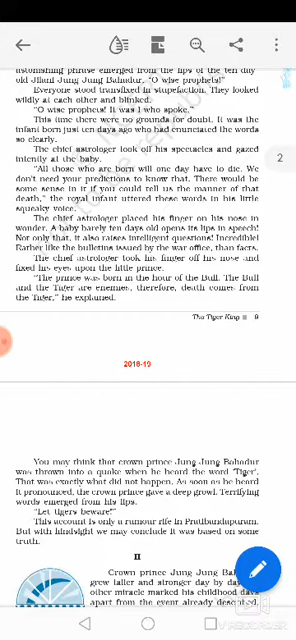 astonishing phrase emerged from the lips of the ten day
old Jilani Jung Jung Bahadur, "O wise prophets!"
Everyone stood transfixed in stupefaction. They looked
wildly at each other and blinked.
"O wise prophets! It was I who spoke."
This time there were no grounds for doubt. It was the
infant born just ten days ago who had enunciated the words
so clearly.
The chief astrologer took off his spectacles and gazed
intently at the baby.
"All those who are born will one day have to die. We
don't need your predictions to know that. There would be
some sense in it if you could tell us the manner of that
death," the royal infant uttered these words in his little
squeaky voice.
The chief astrologer placed his finger on his nose in
wonder. A baby barely ten days old opens its lips in speech!
Not only that, it also raises intelligent questions! Incredible!
Rather like the bulletins issued by the war office, than facts.
The chief astrologer took his finger off his nose and
fixed his eyes upon the little prince.
"The prince was born in the hour of the Bull. The Bull
and the Tiger are enemies, therefore, death comes from
the Tiger," he explained.
2
The Tiger King 9
2018-19
You may think that crown prince Jung Jung Bahadur
was thrown into a quake when he heard the word 'Tiger'.
That was exactly what did not happen. As soon as he heard
it pronounced, the crown prince gave a deep growl. Terrifying
words emerged from his lips.
"Let tigers beware!"
This account is only a rumour rife in Pratibandapuram.
But with hindsight we may conclude it was based on some
truth.
II
Crown prince Jung Jung
grew taller and stronger day by day.
other miracle marked his childhood days
apart from the event already described.